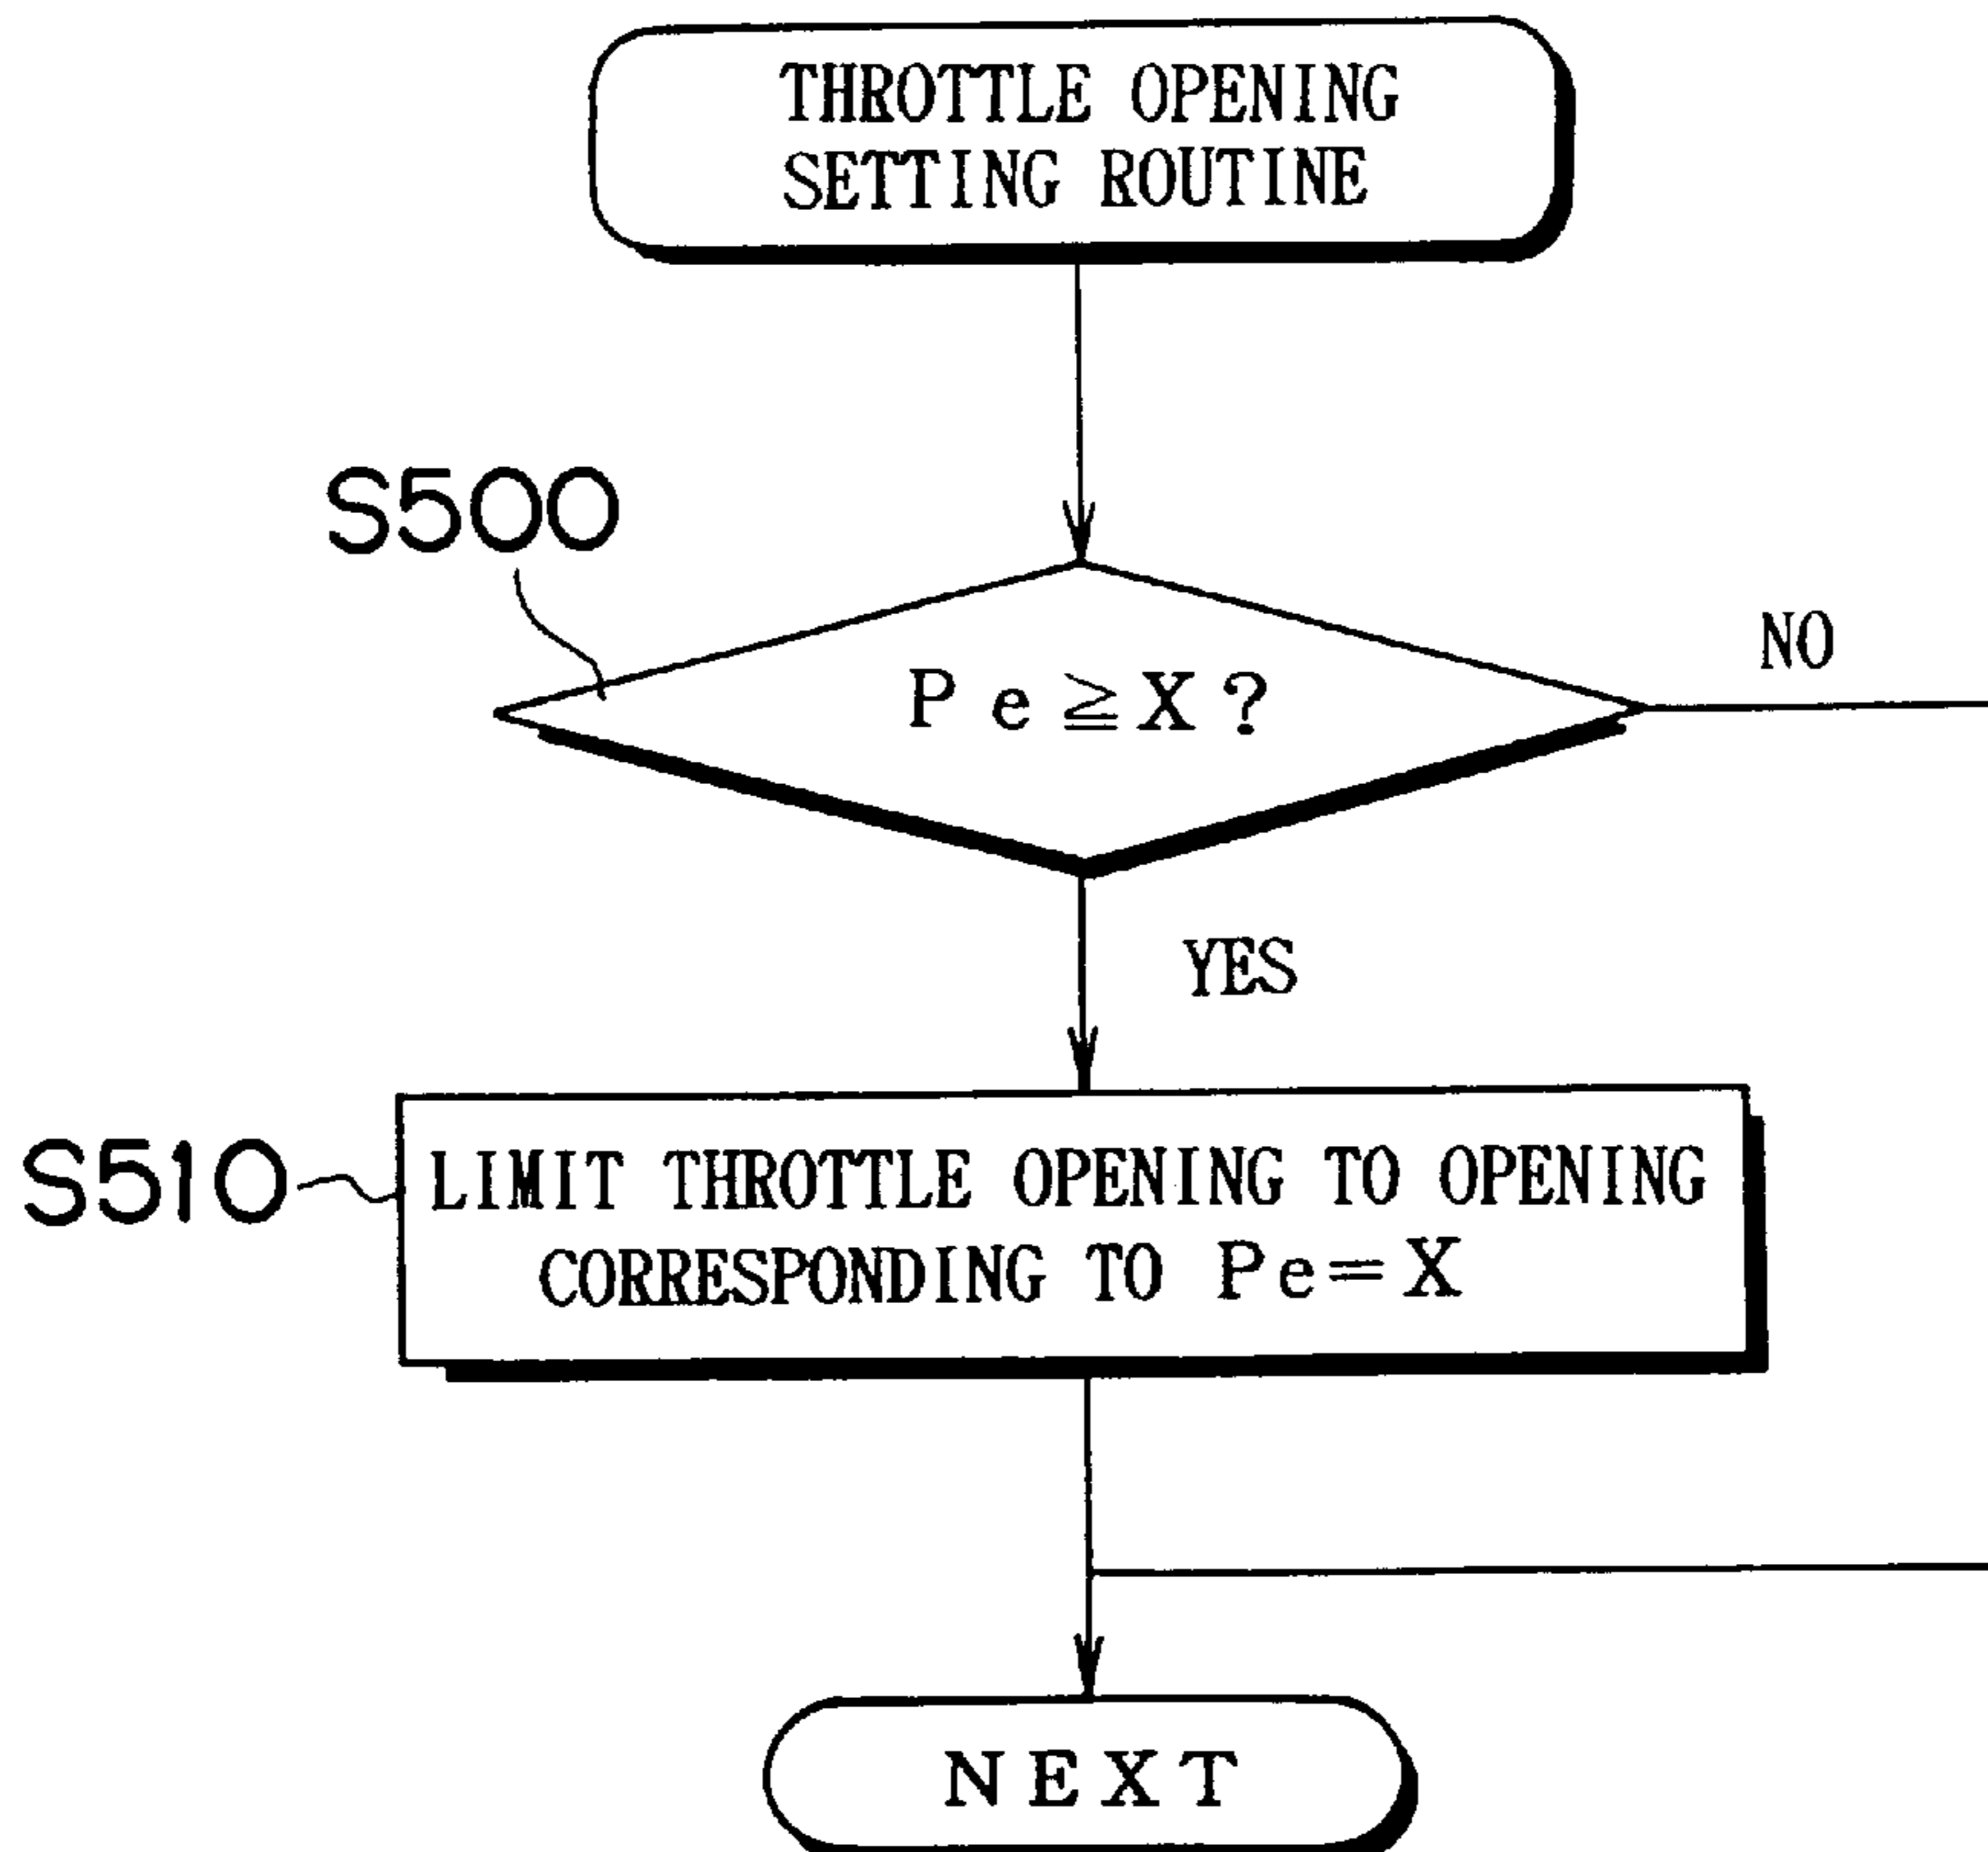 THROTTLE OPENING
SETTING ROUTINE
S500
Pe≧X?
NO
YES
S510
LIMIT THROTTLE OPENING TO OPENING
CORRESPONDING TO Pe=X
NEXT